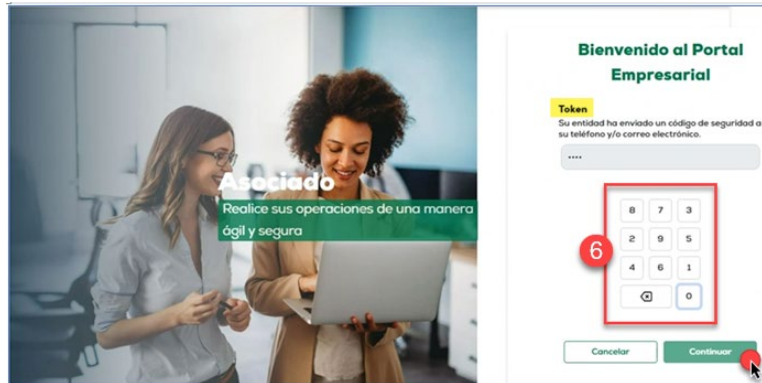 Asociado
Realice sus operaciones de una manera
ágil y segura
Bienvenido al Portal
Empresarial
Token
Su entidad ha enviado un código de seguridad a
su teléfono y/o correo electrónico.
••••
6
8 7 3
2 9 5
4 6 1
0
Cancelar Continuar